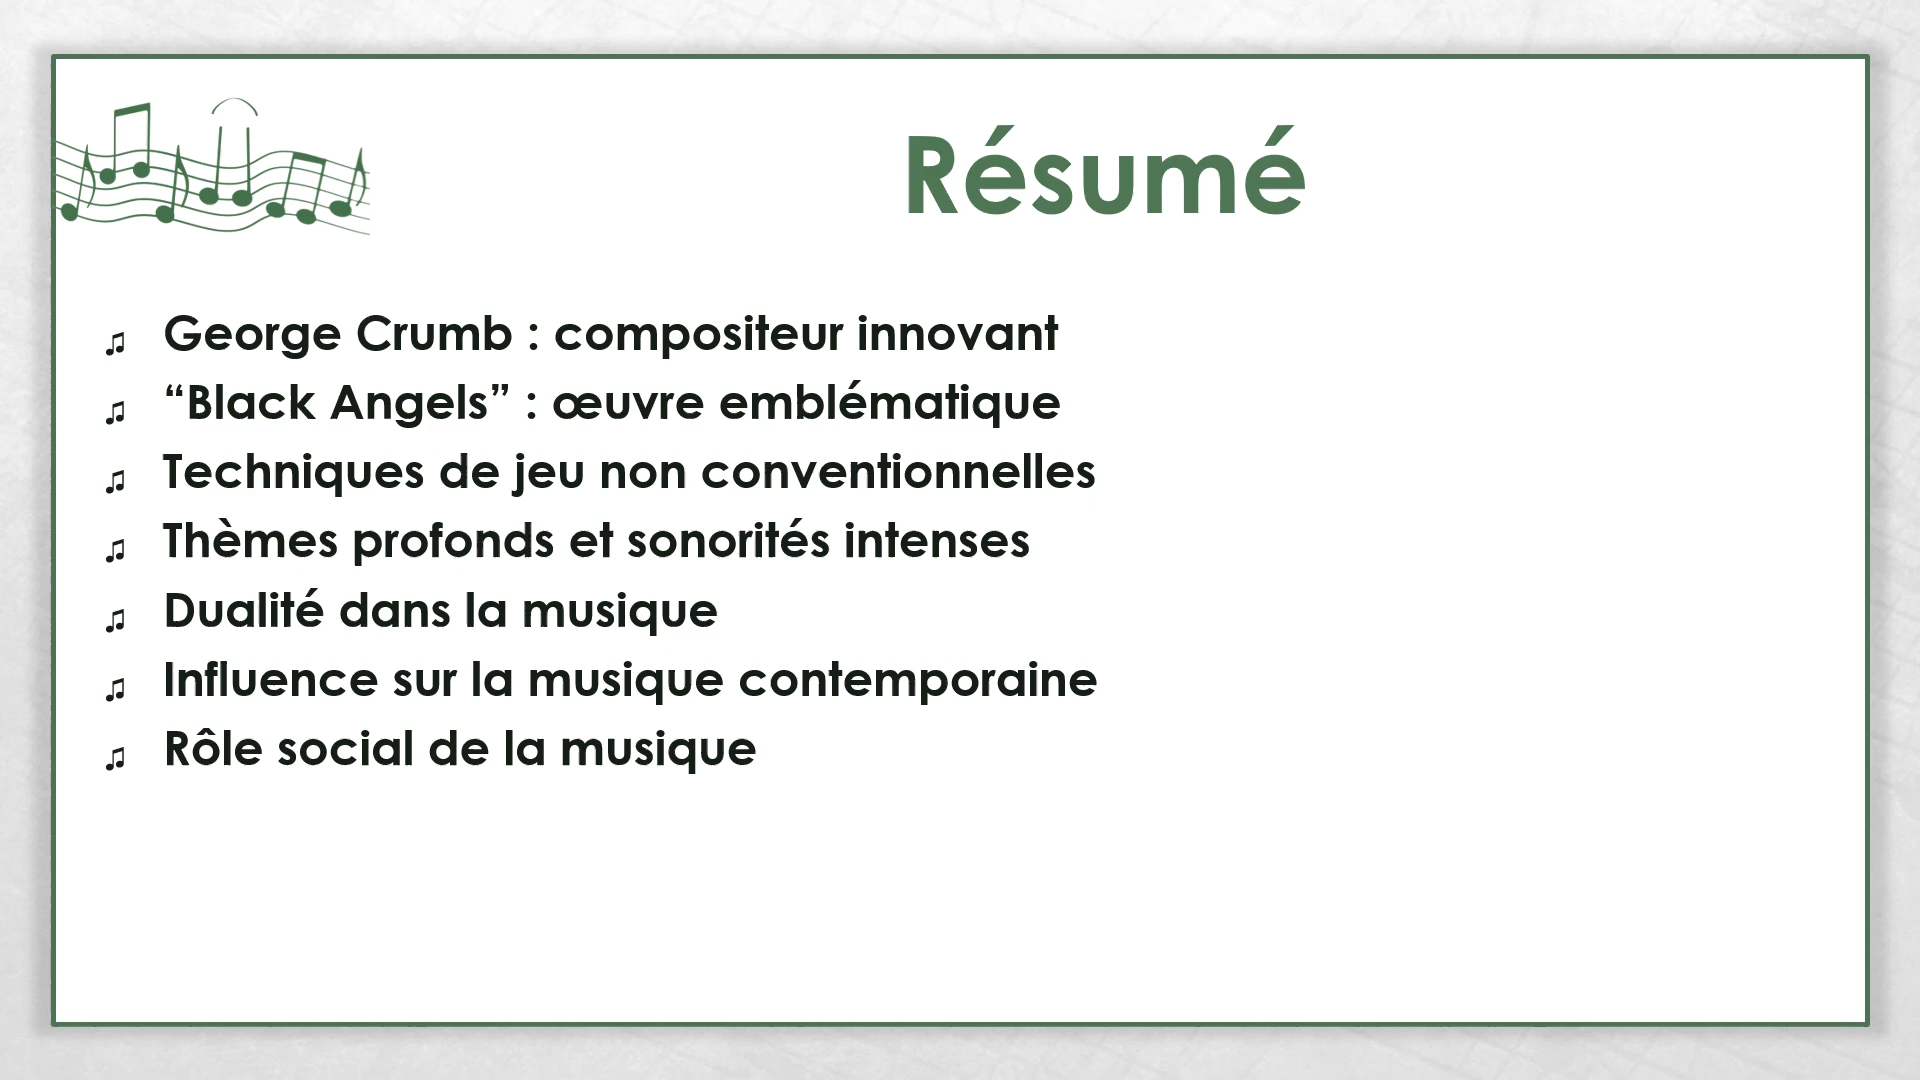 Résumé
♫ George Crumb : compositeur innovant
♫ “Black Angels” : œuvre emblématique
♫ Techniques de jeu non conventionnelles
♫ Thèmes profonds et sonorités intenses
♫ Dualité dans la musique
♫ Influence sur la musique contemporaine
♫ Rôle social de la musique